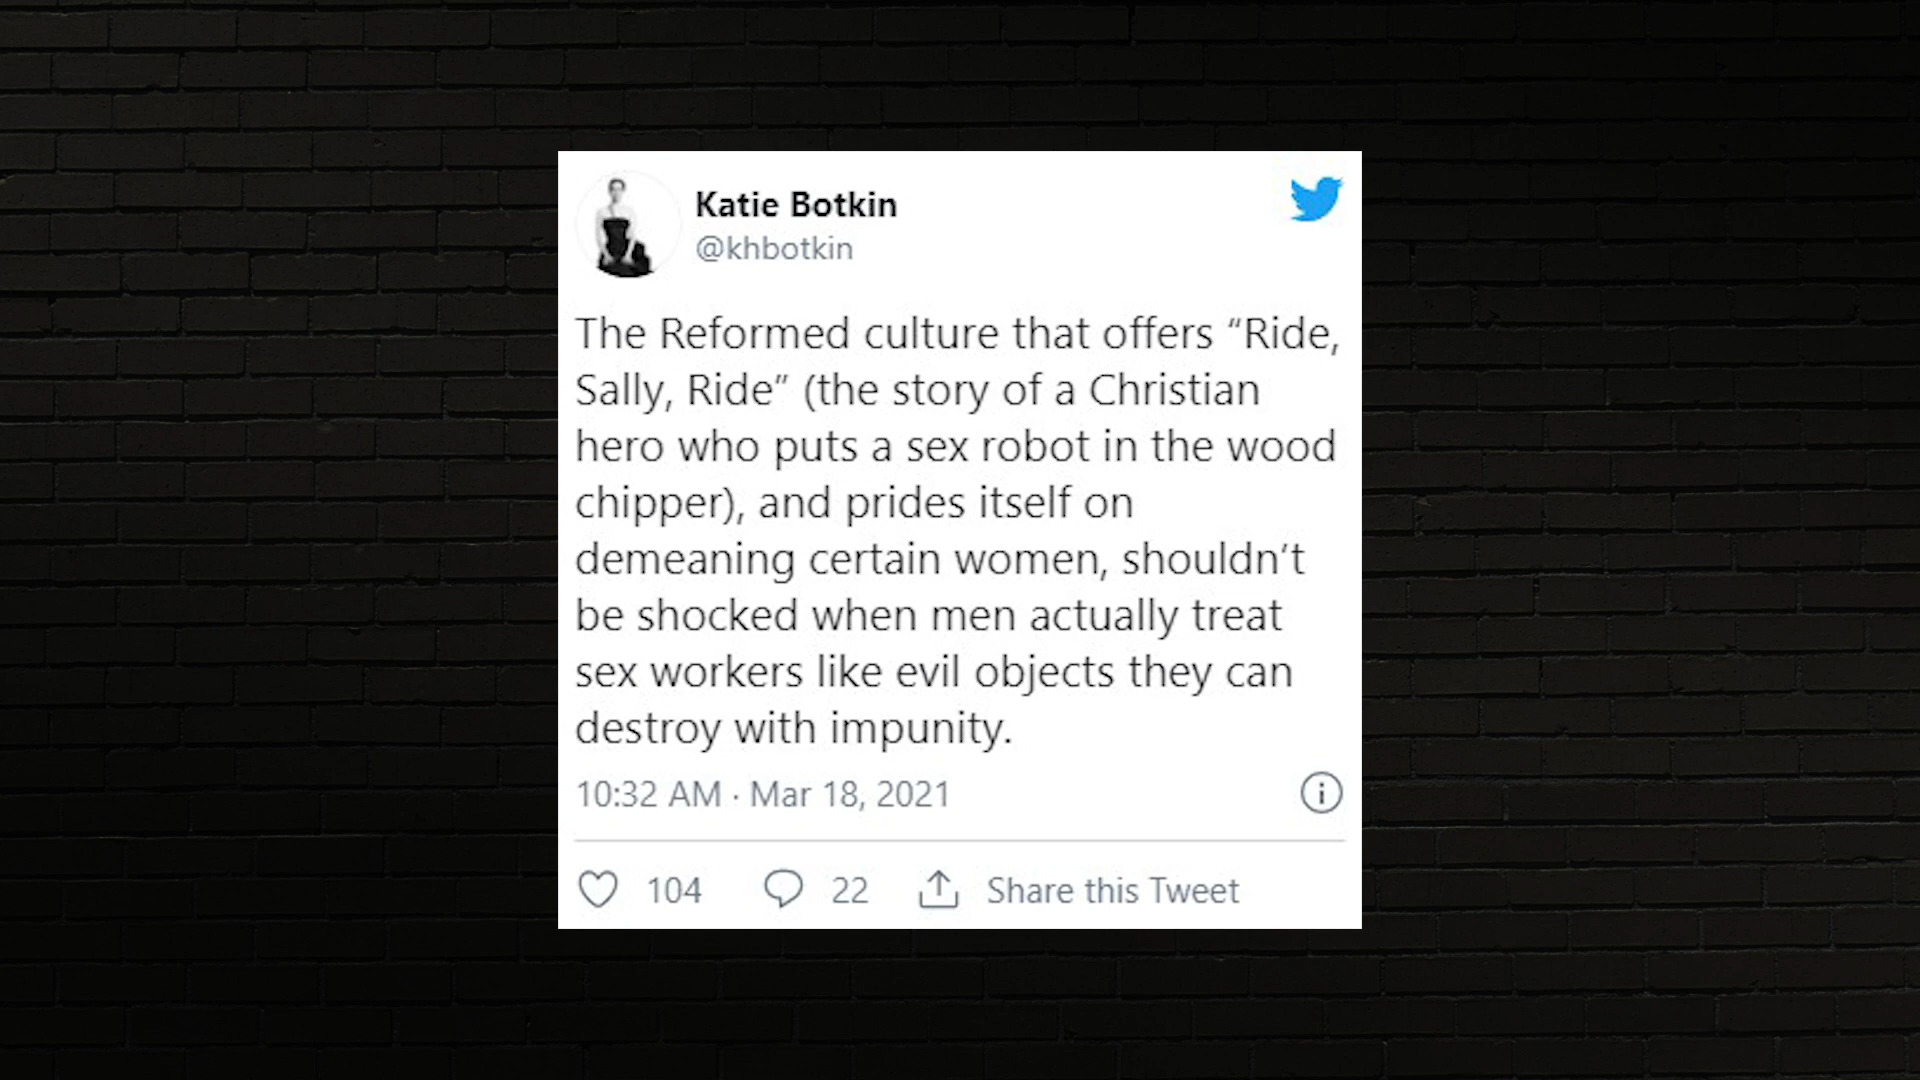 Katie Botkin
@khbotkin
The Reformed culture that offers “Ride,
Sally, Ride” (the story of a Christian
hero who puts a sex robot in the wood
chipper), and prides itself on
demeaning certain women, shouldn’t
be shocked when men actually treat
sex workers like evil objects they can
destroy with impunity.
10:32 AM · Mar 18, 2021
104 22 Share this Tweet